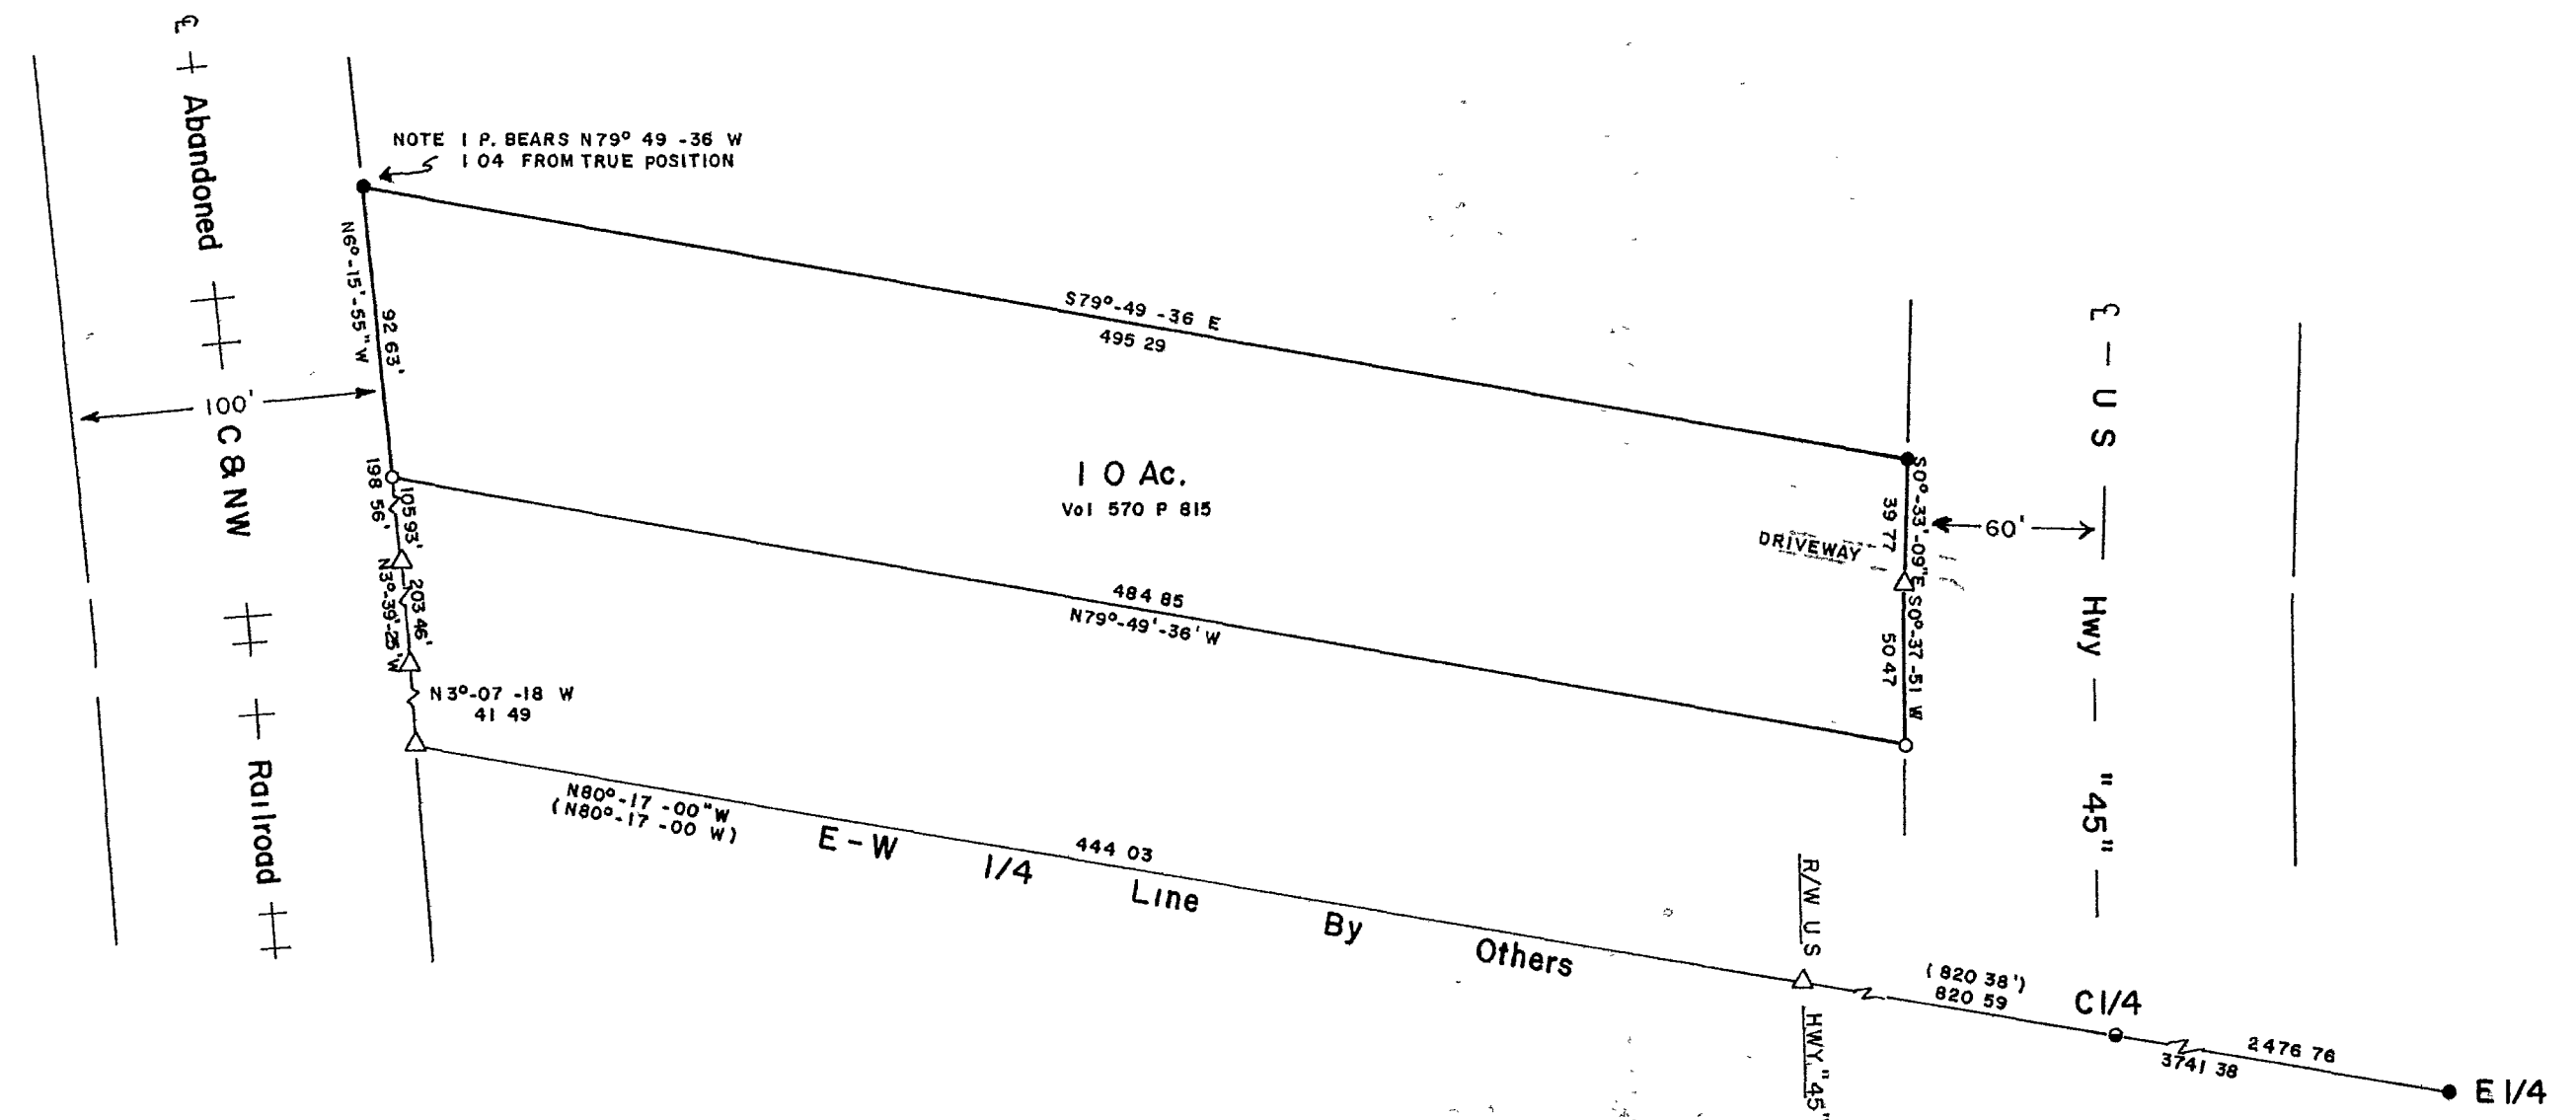 ℄ Abandoned
100'
C & NW
Railroad
NOTE I P. BEARS N79° 49 -36 W
1 04 FROM TRUE POSITION
N6°-15'-55"W
92 63'
S79°-49 -36 E
495 29
1 0 Ac.
Vol 570 P 815
484 85
N79°-49'-36'W
198 56'
105 93'
N3°-39'-25"W
203 46'
N3°-07 -18 W
41 49
DRIVEWAY
S0°-33'-09"E
39 77
S0°-37 -51 W
50 47
60'
℄ - U S Hwy - "45" -
N80°-17 -00"W
(N80°-17 -00 W)
444 03
E-W 1/4 Line By Others
R/W U S
HWY "45"
(820 38')
820 59
C1/4
2476 76
3741 38
E1/4